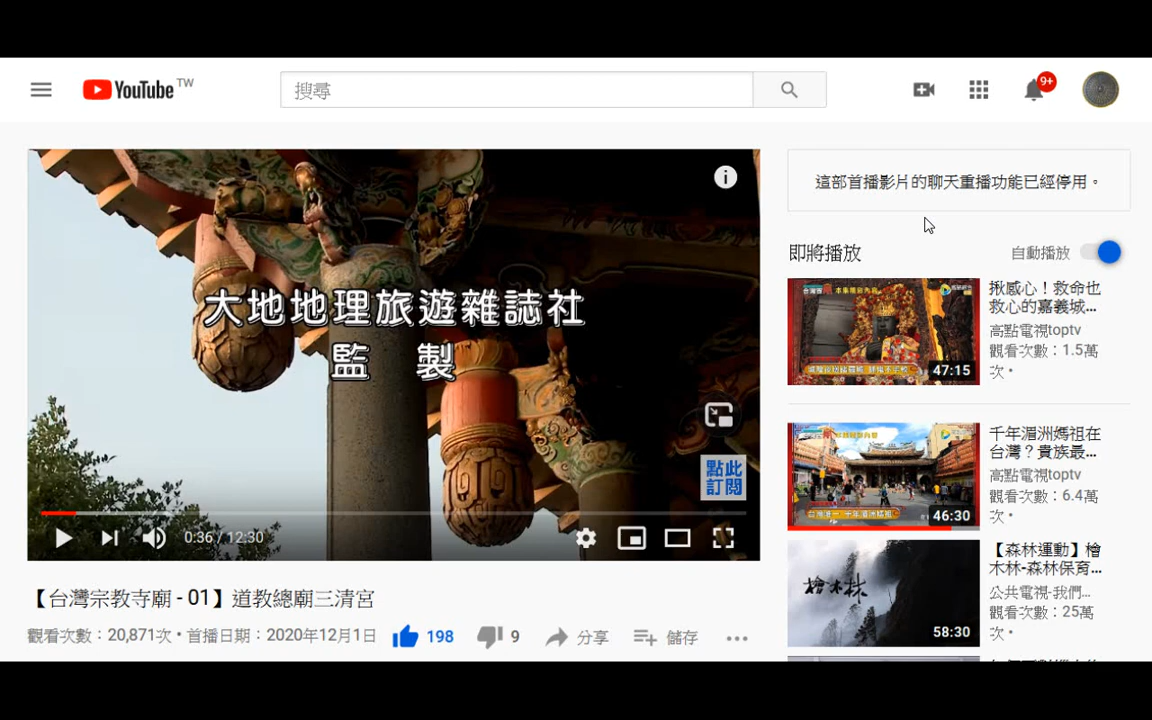 YouTube TW
搜尋
9+
大地地理旅遊雜誌社
監 製
點此
訂閱
0:36 / 12:30
【台灣宗教寺廟 - 01】道教總廟三清宮
觀看次數：20,871次 • 首播日期：2020年12月1日
198
9
分享
儲存
這部首播影片的聊天重播功能已經停用。
即將播放
自動播放
47:15
揪感心！救命也
救心的嘉義城...
高點電視toptv
觀看次數：1.5萬
次 •
46:30
千年湄洲媽祖在
台灣？貴族最...
高點電視toptv
觀看次數：6.4萬
次 •
檜木林
58:30
【森林運動】檜
木林-森林保育...
公共電視-我們...
觀看次數：25萬
次 •